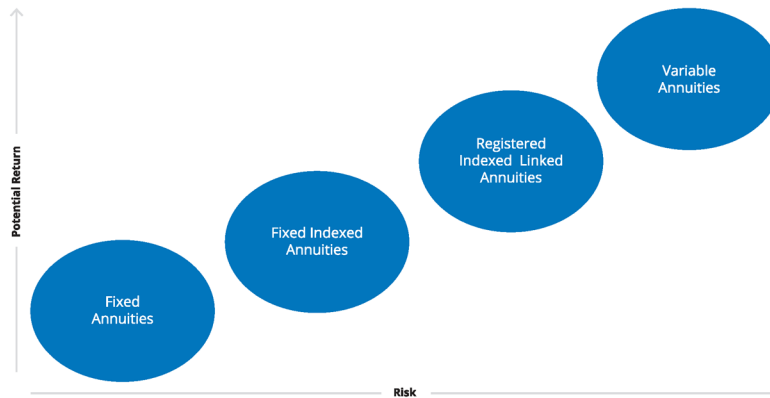 Variable
Annuities
Registered
Indexed Linked
Annuities
Fixed Indexed
Annuities
Fixed
Annuities
Potential Return
Risk